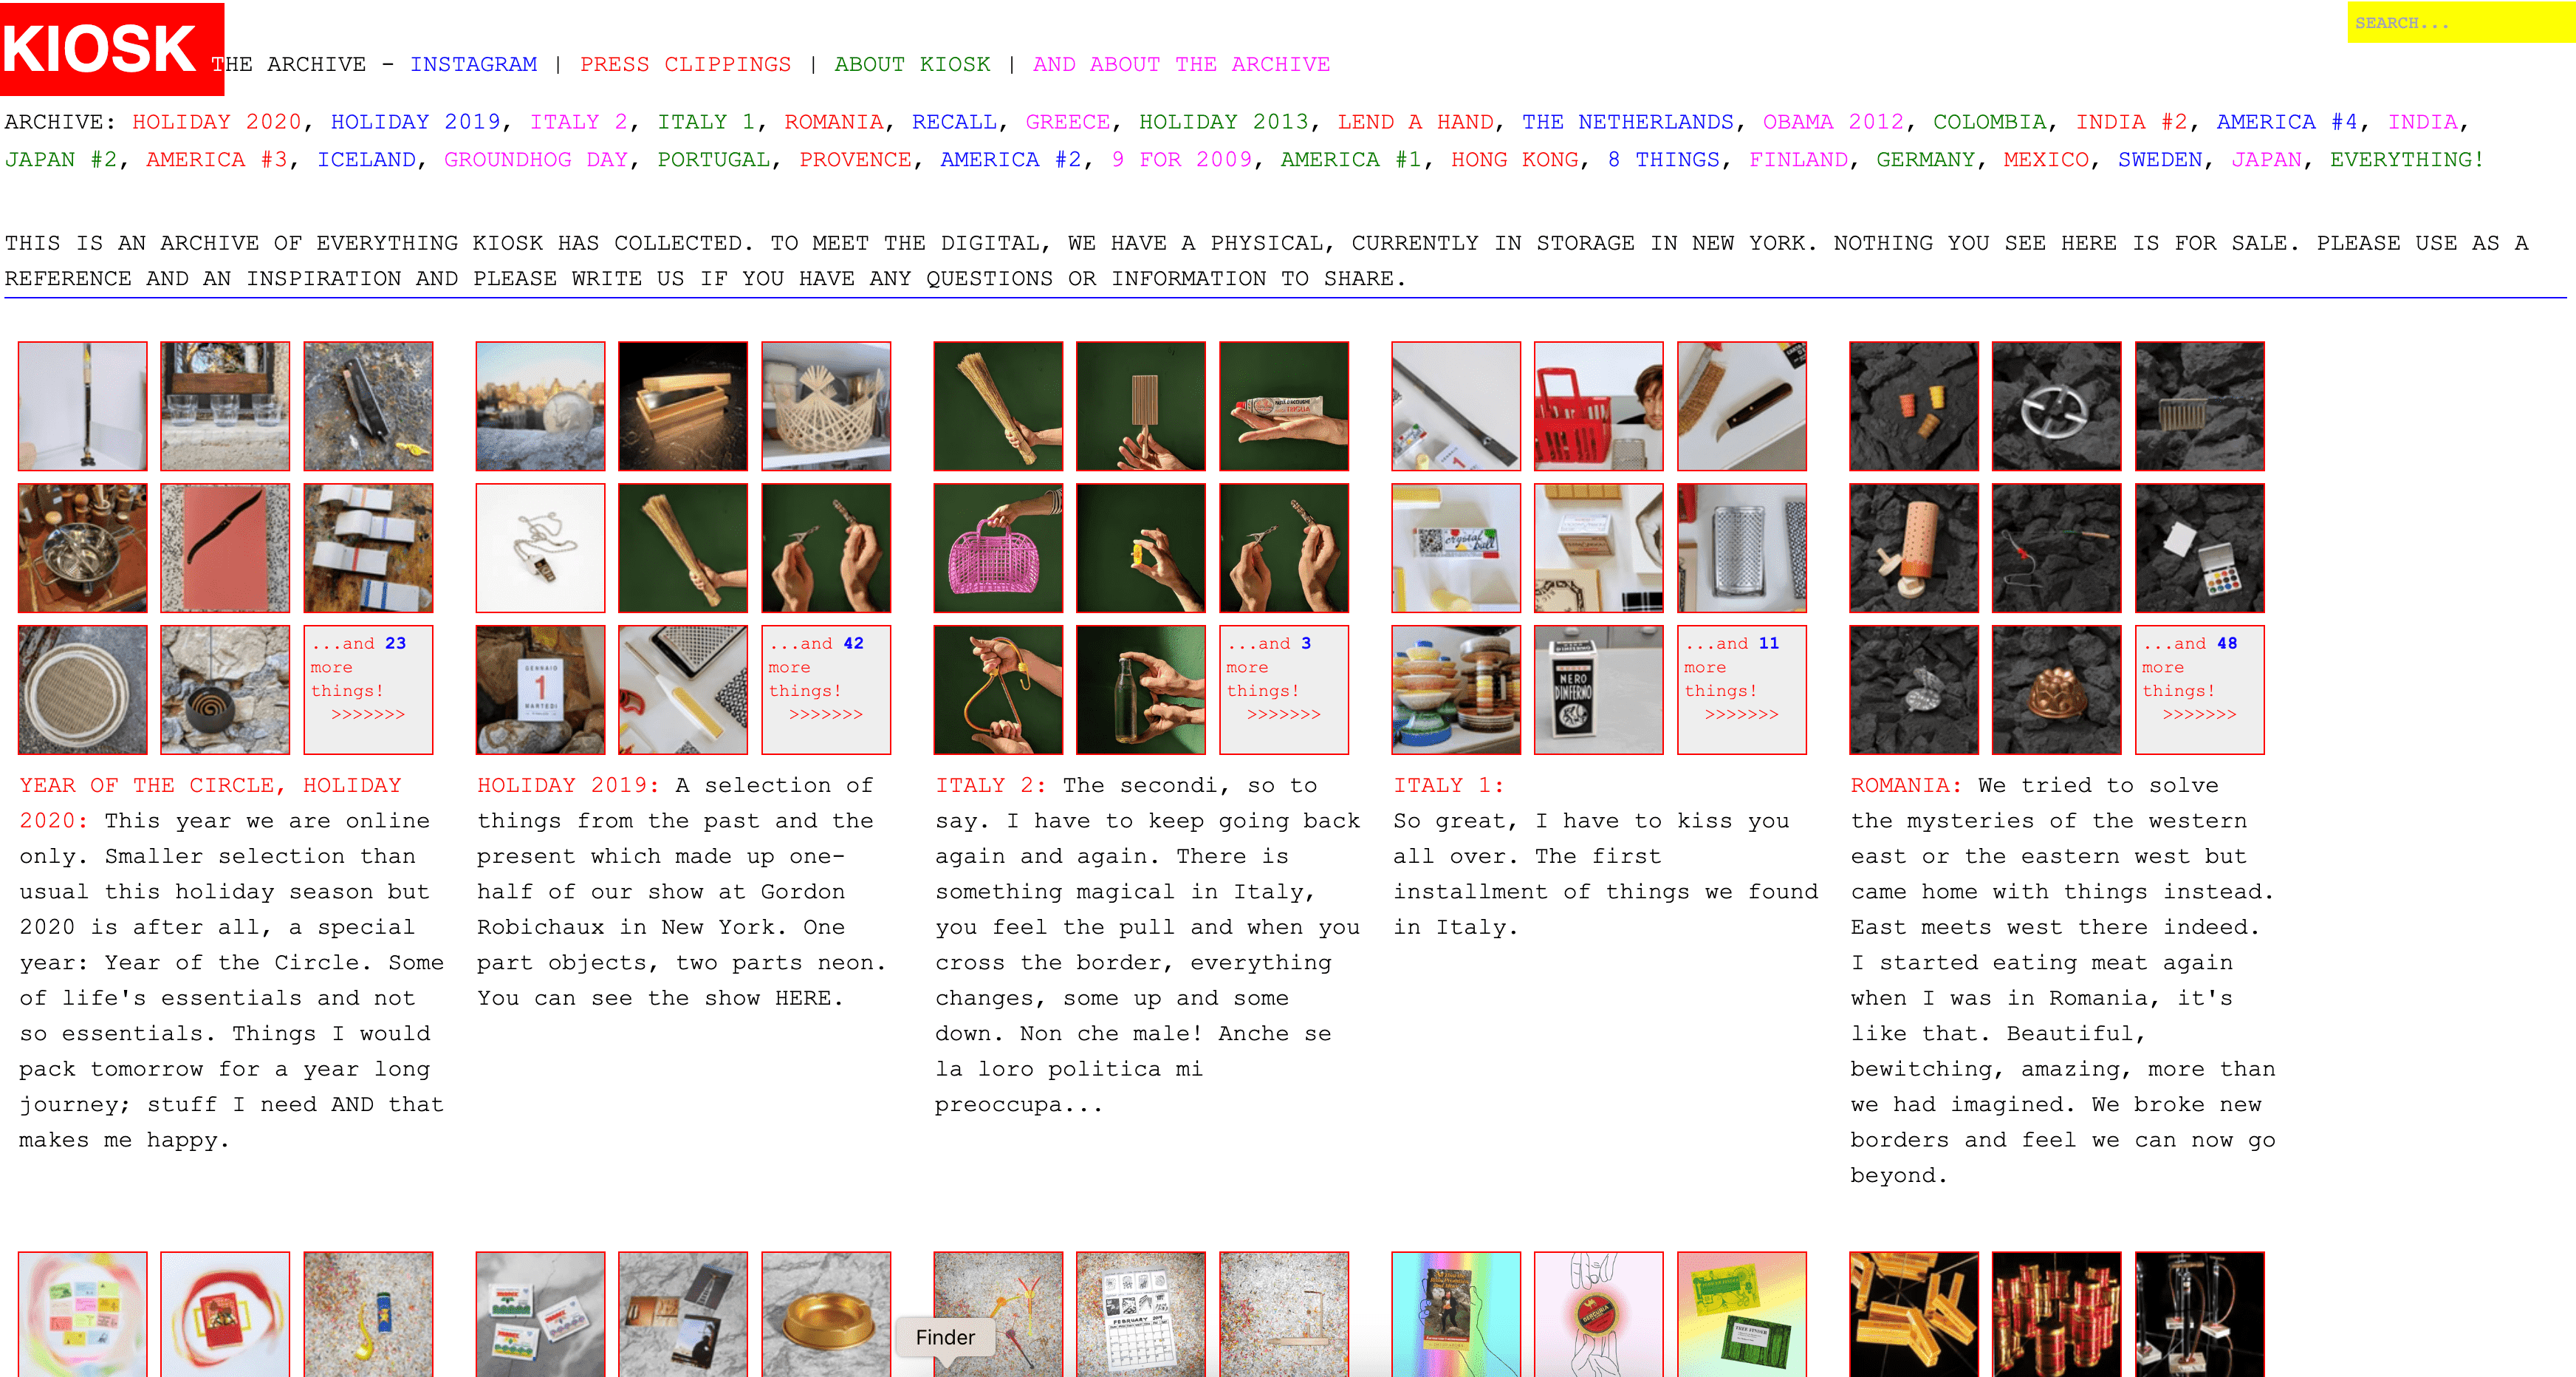 KIOSK
THE ARCHIVE - INSTAGRAM | PRESS CLIPPINGS | ABOUT KIOSK | AND ABOUT THE ARCHIVE
SEARCH...
ARCHIVE: HOLIDAY 2020, HOLIDAY 2019, ITALY 2, ITALY 1, ROMANIA, RECALL, GREECE, HOLIDAY 2013, LEND A HAND, THE NETHERLANDS, OBAMA 2012, COLOMBIA, INDIA #2, AMERICA #4, INDIA,
JAPAN #2, AMERICA #3, ICELAND, GROUNDHOG DAY, PORTUGAL, PROVENCE, AMERICA #2, 9 FOR 2009, AMERICA #1, HONG KONG, 8 THINGS, FINLAND, GERMANY, MEXICO, SWEDEN, JAPAN, EVERYTHING!
THIS IS AN ARCHIVE OF EVERYTHING KIOSK HAS COLLECTED. TO MEET THE DIGITAL, WE HAVE A PHYSICAL, CURRENTLY IN STORAGE IN NEW YORK. NOTHING YOU SEE HERE IS FOR SALE. PLEASE USE AS A
REFERENCE AND AN INSPIRATION AND PLEASE WRITE US IF YOU HAVE ANY QUESTIONS OR INFORMATION TO SHARE.
...and 23
more
things!
>>>>>>>
YEAR OF THE CIRCLE, HOLIDAY
2020: This year we are online
only. Smaller selection than
usual this holiday season but
2020 is after all, a special
year: Year of the Circle. Some
of life's essentials and not
so essentials. Things I would
pack tomorrow for a year long
journey; stuff I need AND that
makes me happy.
GENNAIO
1
MARTEDI
...and 42
more
things!
>>>>>>>
HOLIDAY 2019: A selection of
things from the past and the
present which made up one-
half of our show at Gordon
Robichaux in New York. One
part objects, two parts neon.
You can see the show HERE.
...and 3
more
things!
>>>>>>>
ITALY 2: The secondi, so to
say. I have to keep going back
again and again. There is
something magical in Italy,
you feel the pull and when you
cross the border, everything
changes, some up and some
down. Non che male! Anche se
la loro politica mi
preoccupa...
1
crystal
ball
NERO
D'INFERNO
...and 11
more
things!
>>>>>>>
ITALY 1:
So great, I have to kiss you
all over. The first
installment of things we found
in Italy.
...and 48
more
things!
>>>>>>>
ROMANIA: We tried to solve
the mysteries of the western
east or the eastern west but
came home with things instead.
East meets west there indeed.
I started eating meat again
when I was in Romania, it's
like that. Beautiful,
bewitching, amazing, more than
we had imagined. We broke new
borders and feel we can now go
beyond.
FEBRUARY
Finder